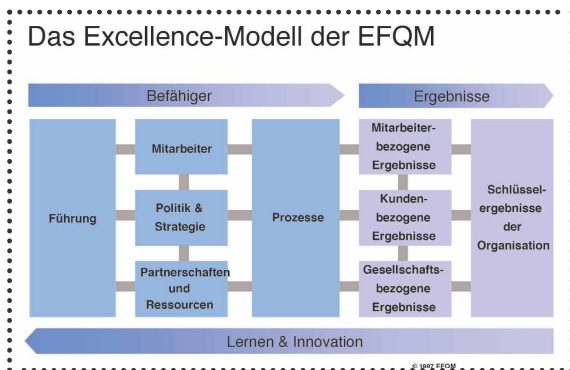 Das Excellence-Modell der EFQM
Befähiger
Ergebnisse
Führung
Mitarbeiter
Politik &
Strategie
Partnerschaften
und
Ressourcen
Prozesse
Mitarbeiter-
bezogene
Ergebnisse
Kunden-
bezogene
Ergebnisse
Gesellschafts-
bezogene
Ergebnisse
Schlüssel-
ergebnisse
der
Organisation
Lernen & Innovation
© 1997 EFQM